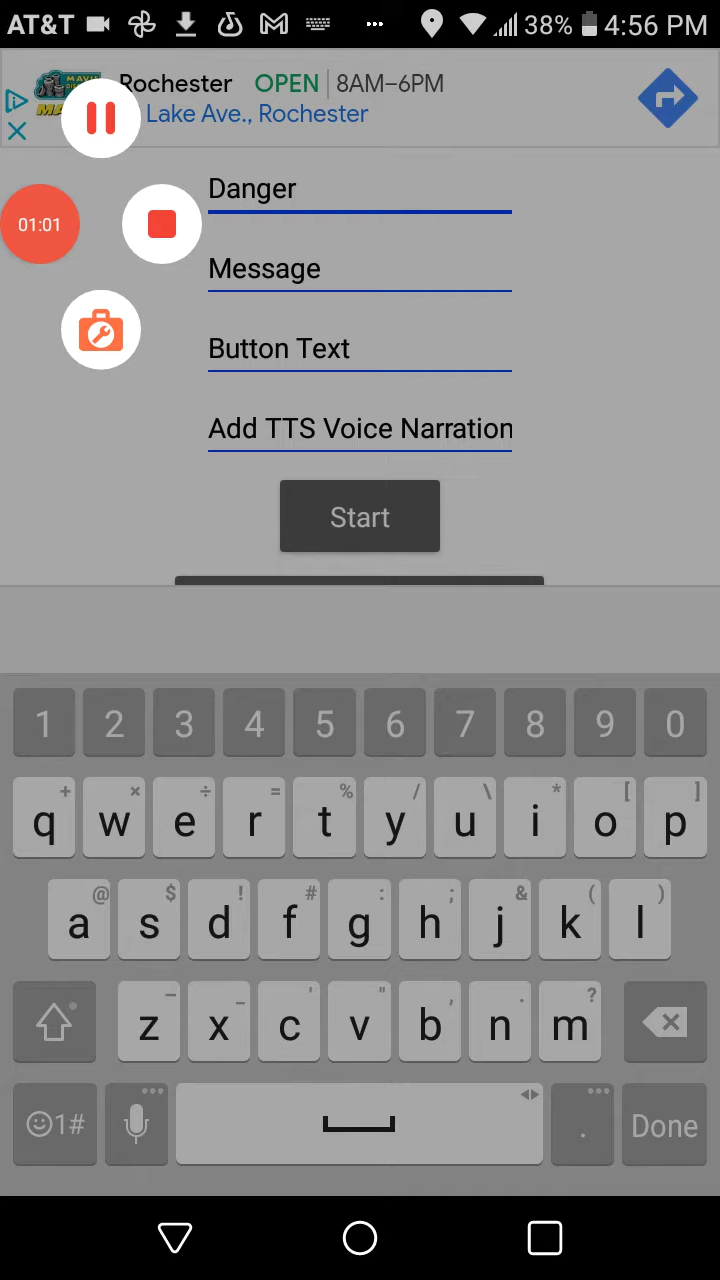 AT&T 38% 4:56 PM
MAVIS
Rochester OPEN 8AM–6PM
Lake Ave., Rochester
01:01
Danger
Message
Button Text
Add TTS Voice Narration
Start
1 2 3 4 5 6 7 8 9 0
+ × ÷ = % / \ * [ ]
q w e r t y u i o p
@ $ ! # : ; & ( )
a s d f g h j k l
– _ ' " , . ?
z x c v b n m
1# . Done